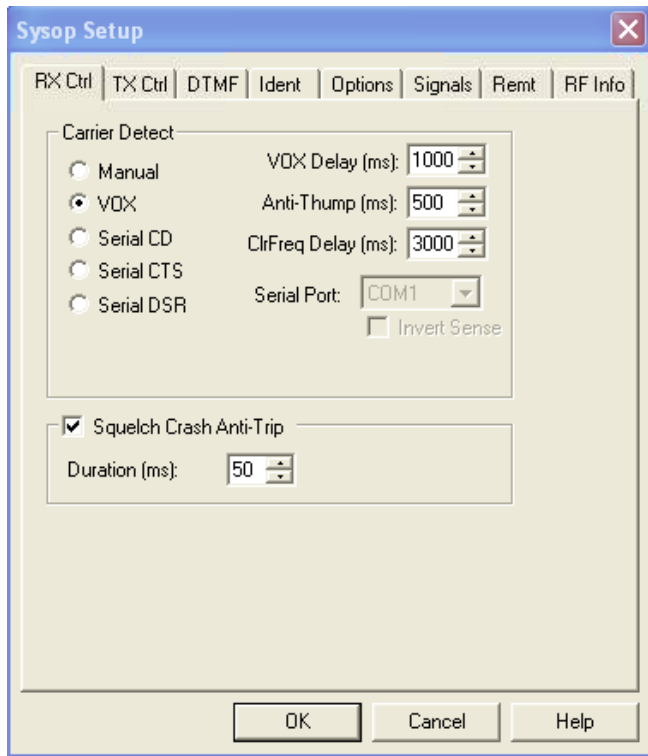 Sysop Setup
RX Ctrl TX Ctrl DTMF Ident Options Signals Remt RF Info
Carrier Detect
Manual VOX Delay (ms): 1000
VOX Anti-Thump (ms): 500
Serial CD ClrFreq Delay (ms): 3000
Serial CTS
Serial DSR Serial Port: COM1
Invert Sense
Squelch Crash Anti-Trip
Duration (ms): 50
OK Cancel Help